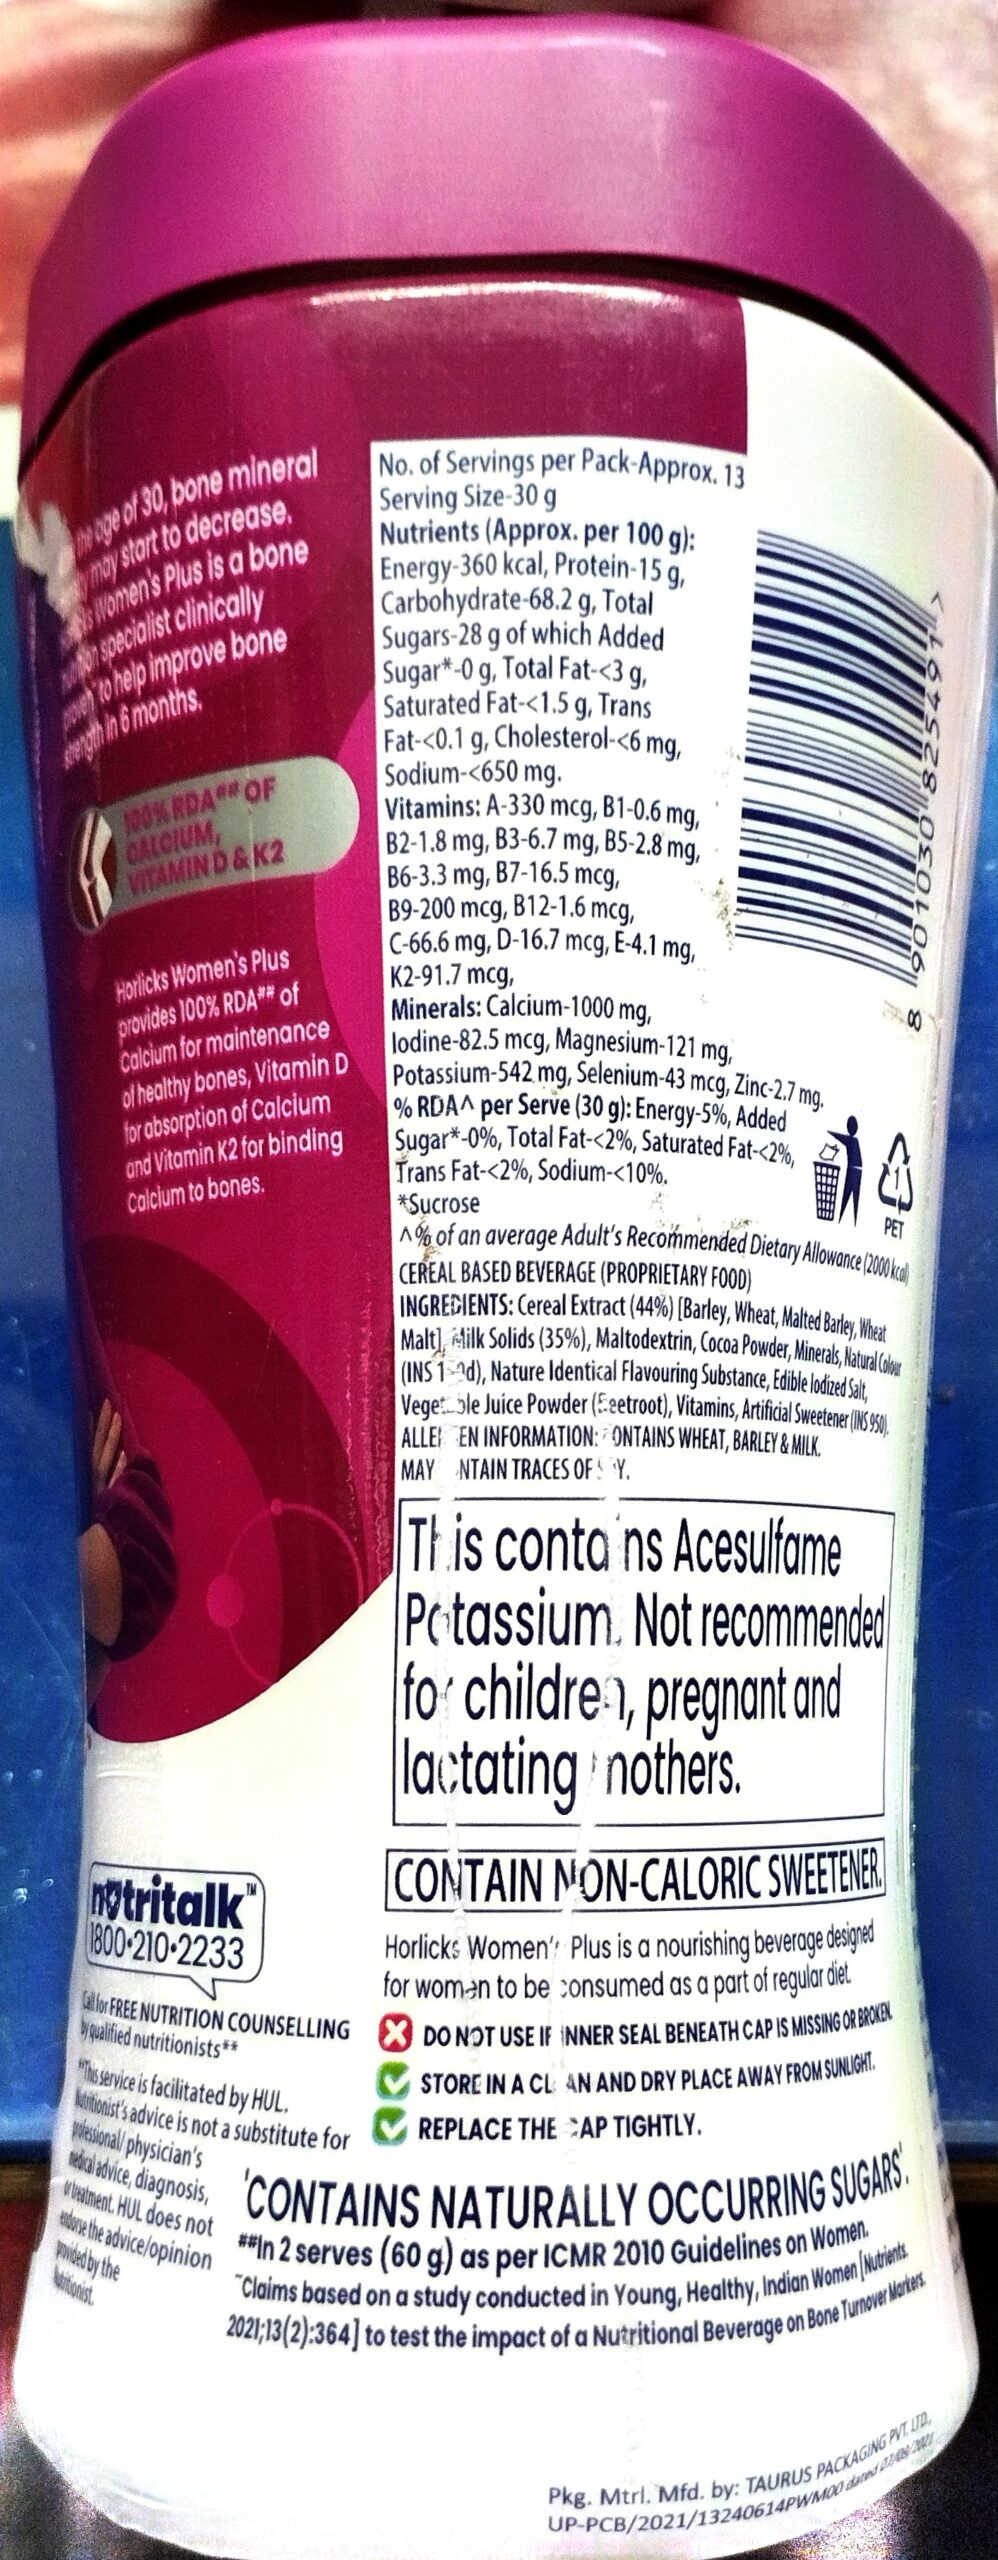 age of 30, bone mineral
may start to decrease.
Women's Plus is a bone
specialist clinically
to help improve bone
strength in 6 months.
100% RDA## OF
CALCIUM,
VITAMIN D & K2
Horlicks Women's Plus
provides 100% RDA## of
Calcium for maintenance
of healthy bones, Vitamin D
for absorption of Calcium
and Vitamin K2 for binding
Calcium to bones.
nutritalk™
1800•210•2233
Call for FREE NUTRITION COUNSELLING
by qualified nutritionists**
**This service is facilitated by HUL.
Nutritionist's advice is not a substitute for
professional/physician's
medical advice, diagnosis,
or treatment. HUL does not
endorse the advice/opinion
provided by the
Nutritionist.
No. of Servings per Pack-Approx. 13
Serving Size-30 g
Nutrients (Approx. per 100 g):
Energy-360 kcal, Protein-15 g,
Carbohydrate-68.2 g, Total
Sugars-28 g of which Added
Sugar*-0 g, Total Fat-<3 g,
Saturated Fat-<1.5 g, Trans
Fat-<0.1 g, Cholesterol-<6 mg,
Sodium-<650 mg.
Vitamins: A-330 mcg, B1-0.6 mg,
B2-1.8 mg, B3-6.7 mg, B5-2.8 mg,
B6-3.3 mg, B7-16.5 mcg,
B9-200 mcg, B12-1.6 mcg,
C-66.6 mg, D-16.7 mcg, E-4.1 mg,
K2-91.7 mcg,
Minerals: Calcium-1000 mg,
Iodine-82.5 mcg, Magnesium-121 mg,
Potassium-542 mg, Selenium-43 mcg, Zinc-2.7 mg.
% RDA^ per Serve (30 g): Energy-5%, Added
Sugar*-0%, Total Fat-<2%, Saturated Fat-<2%,
Trans Fat-<2%, Sodium-<10%.
*Sucrose
^% of an average Adult's Recommended Dietary Allowance (2000 kcal)
8 901030 825491 >
1
PET
CEREAL BASED BEVERAGE (PROPRIETARY FOOD)
INGREDIENTS: Cereal Extract (44%) [Barley, Wheat, Malted Barley, Wheat
Malt], Milk Solids (35%), Maltodextrin, Cocoa Powder, Minerals, Natural Colour
(INS), Nature Identical Flavouring Substance, Edible Iodized Salt,
Vegetable Juice Powder (Beetroot), Vitamins, Artificial Sweetener (INS 950).
ALLERGEN INFORMATION: CONTAINS WHEAT, BARLEY & MILK.
MAY CONTAIN TRACES OF SOY.
This contains Acesulfame
Potassium. Not recommended
for children, pregnant and
lactating mothers.
CONTAIN NON-CALORIC SWEETENER.
Horlicks Women's Plus is a nourishing beverage designed
for women to be consumed as a part of regular diet.
DO NOT USE IF INNER SEAL BENEATH CAP IS MISSING OR BROKEN.
STORE IN A CLEAN AND DRY PLACE AWAY FROM SUNLIGHT.
REPLACE THE CAP TIGHTLY.
'CONTAINS NATURALLY OCCURRING SUGARS'.
##In 2 serves (60 g) as per ICMR 2010 Guidelines on Women.
~Claims based on a study conducted in Young, Healthy, Indian Women [Nutrients.
2021;13(2):364] to test the impact of a Nutritional Beverage on Bone Turnover Markers.
Pkg. Mtrl. Mfd. by: TAURUS PACKAGING PVT. LTD.,
UP-PCB/2021/13240614PWM00 dated 07/09/2021